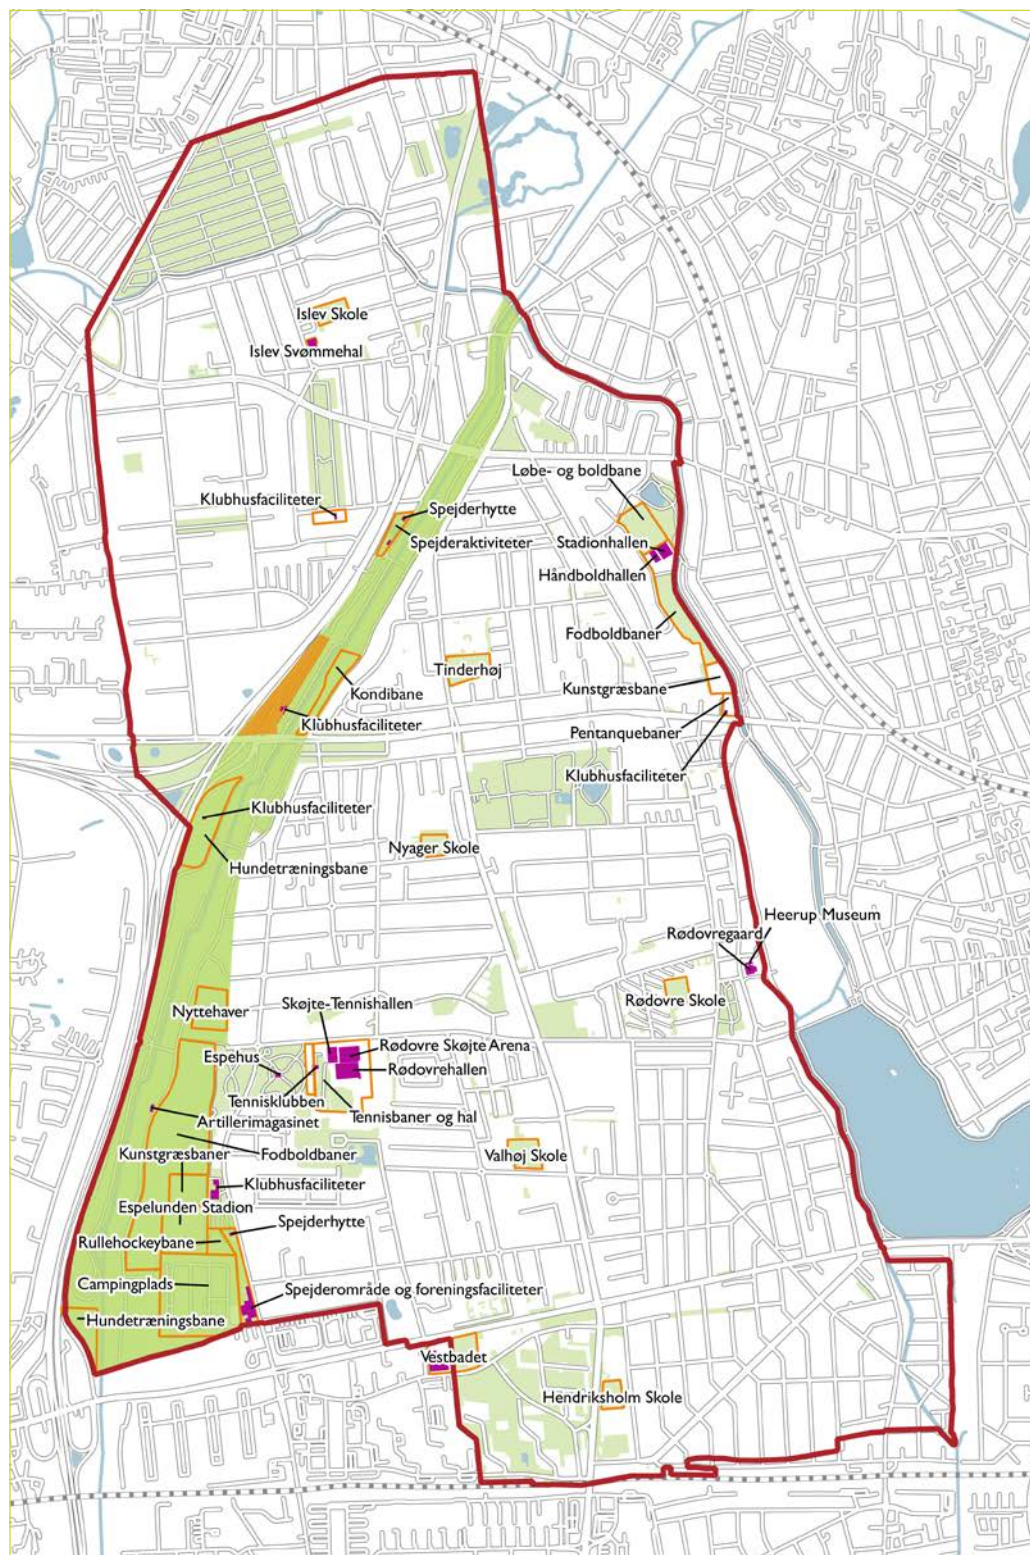 Islev Skole
Islev Svømmehal
Løbe- og boldbane
Klubhusfaciliteter
Spejderhytte
Spejderaktiviteter
Stadionhallen
Håndboldhallen
Fodboldbaner
Tinderhøj
Kunstgræsbane
Kondibane
Klubhusfaciliteter
Pentanquebaner
Klubhusfaciliteter
Klubhusfaciliteter
Nyager Skole
Hundetræningsbane
Heerup Museum
Rødovregaard
Rødovre Skole
Nyttehaver
Skøjte-Tennishallen
Rødovre Skøjte Arena
Espehus
Rødovrehallen
Tennisklubben
Tennisbaner og hal
Artillerimagasinet
Kunstgræsbaner
Fodboldbaner
Valhøj Skole
Klubhusfaciliteter
Espelunden Stadion
Spejderhytte
Rullehockeybane
Campingplads
Spejderområde og foreningsfaciliteter
Hundetræningsbane
Vestbadet
Hendriksholm Skole